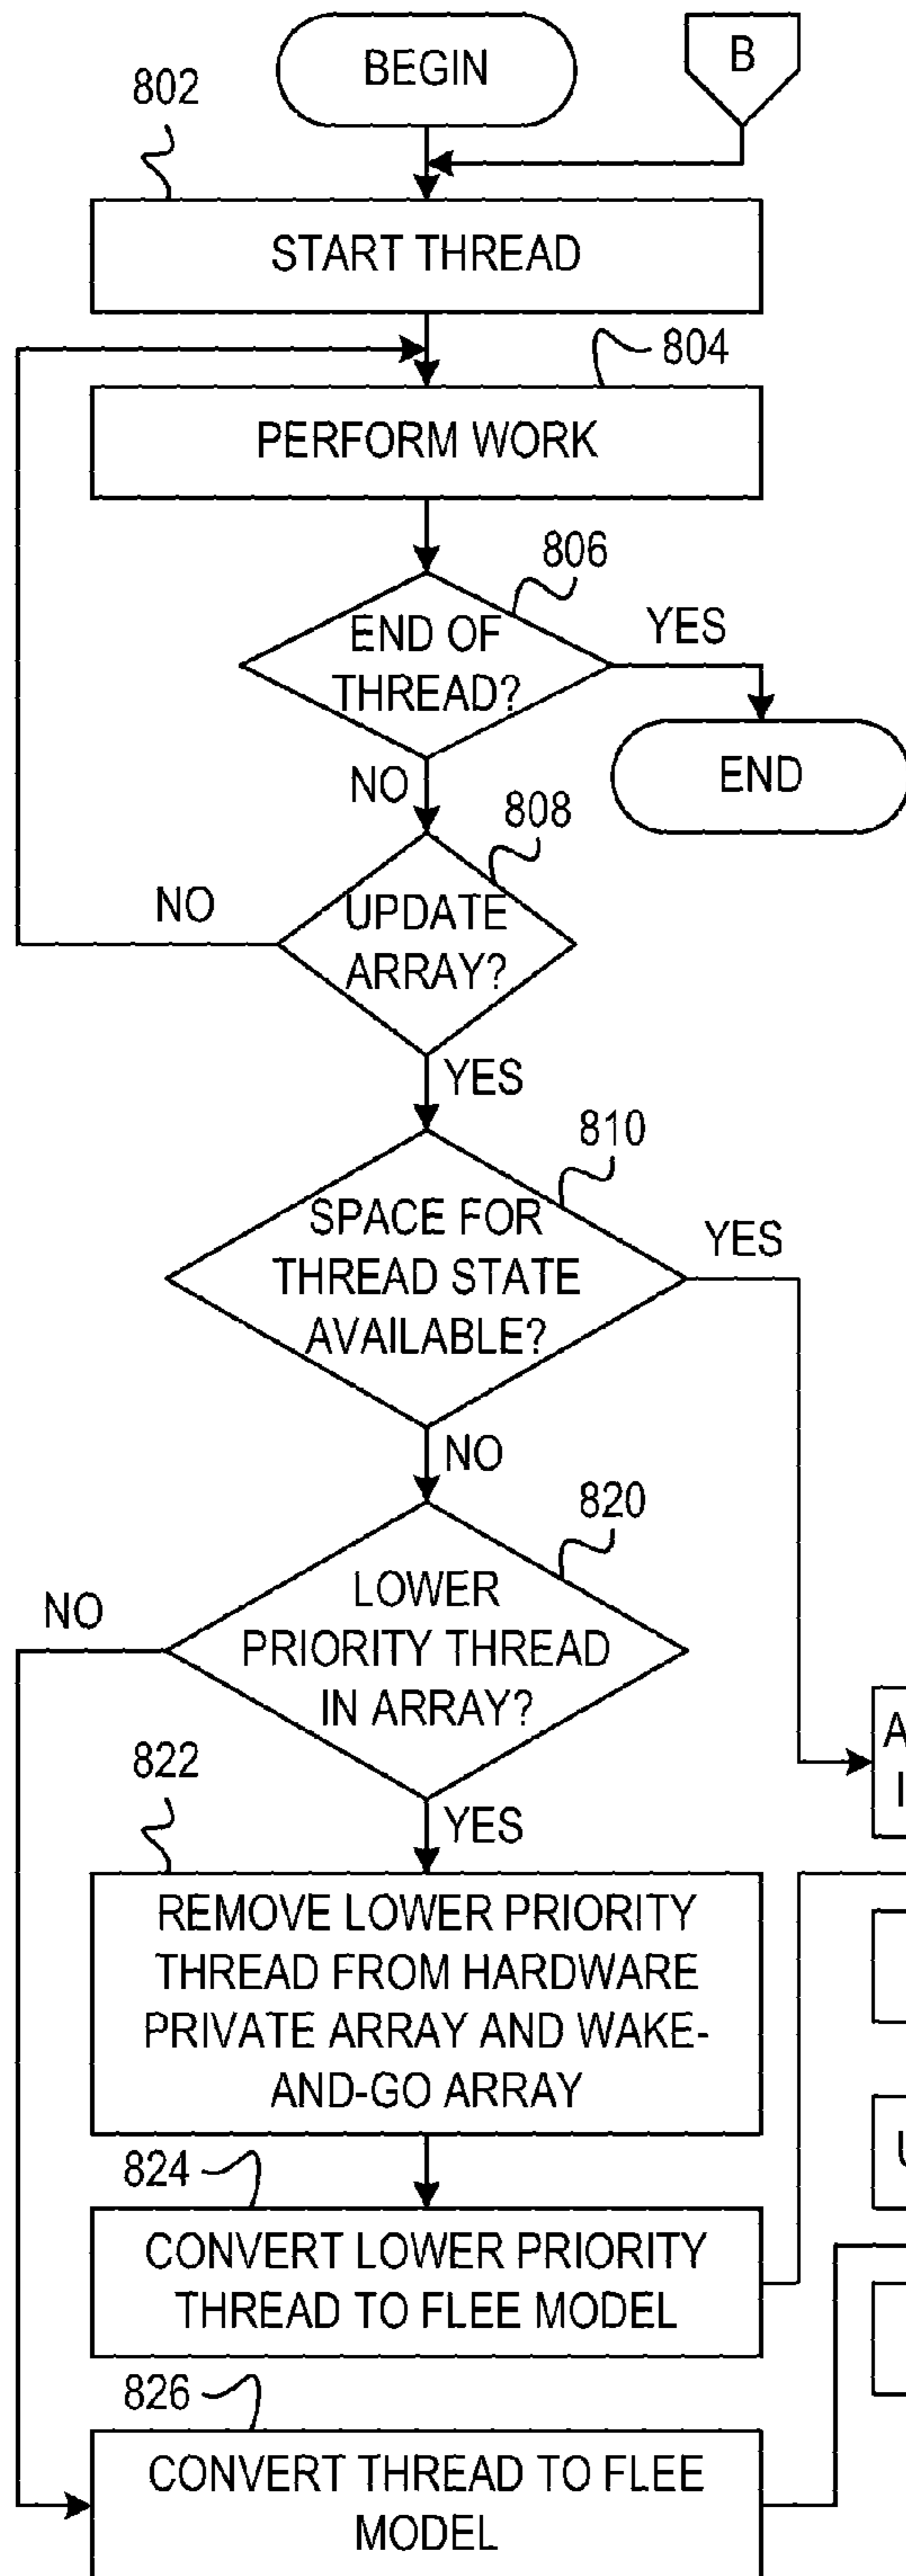 BEGIN
B
802
START THREAD
804
PERFORM WORK
806
END OF
THREAD?
YES
END
NO
808
UPDATE
ARRAY?
NO
YES
810
SPACE FOR
THREAD STATE
AVAILABLE?
YES
NO
820
LOWER
PRIORITY THREAD
IN ARRAY?
NO
A
I
822
YES
REMOVE LOWER PRIORITY
THREAD FROM HARDWARE
PRIVATE ARRAY AND WAKE-
AND-GO ARRAY
U
824
CONVERT LOWER PRIORITY
THREAD TO FLEE MODEL
826
CONVERT THREAD TO FLEE
MODEL